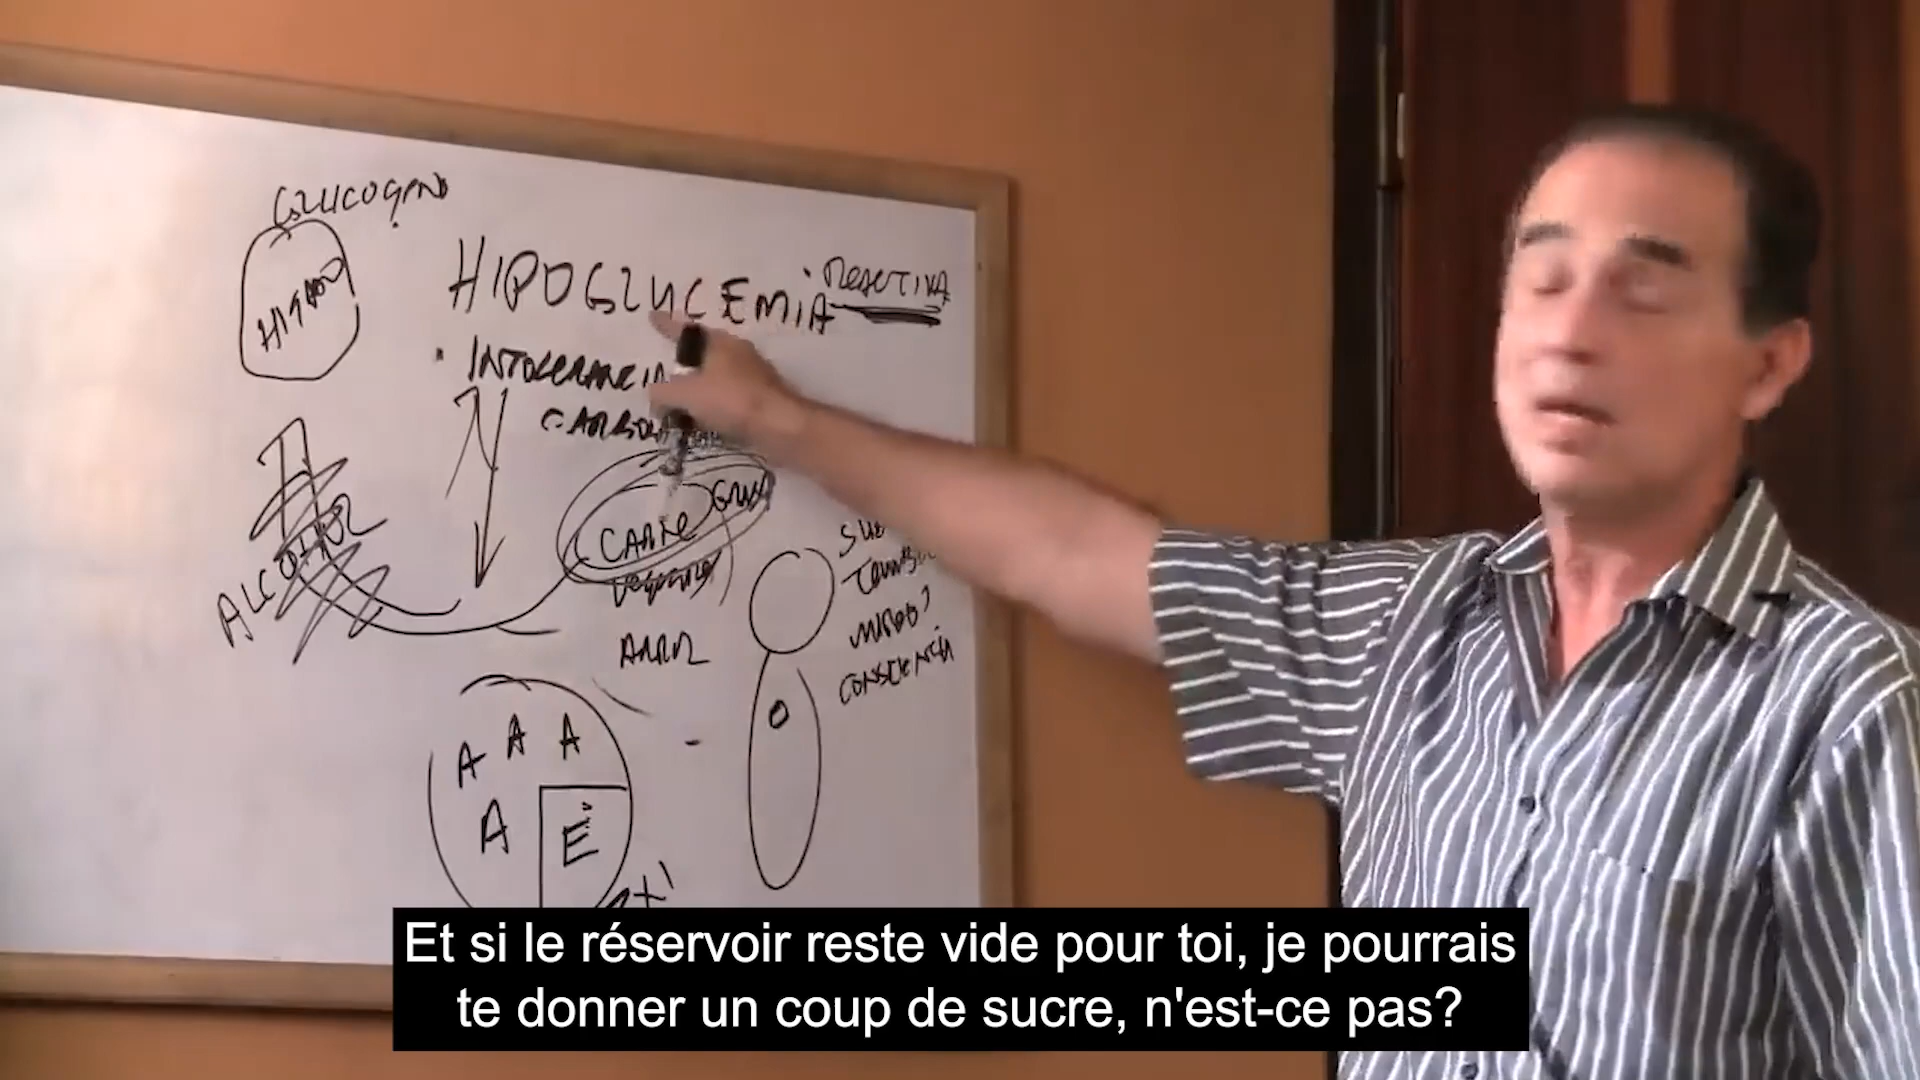 GLUCOGENO
HIGADO
HIPOGLUCEMIA
· REACTIVA
· INTOLERANCIA
ALCOHOL
CARNE
ARROZ
CONSCIENCIA
A A A
A E
Et si le réservoir reste vide pour toi, je pourrais
te donner un coup de sucre, n'est-ce pas?